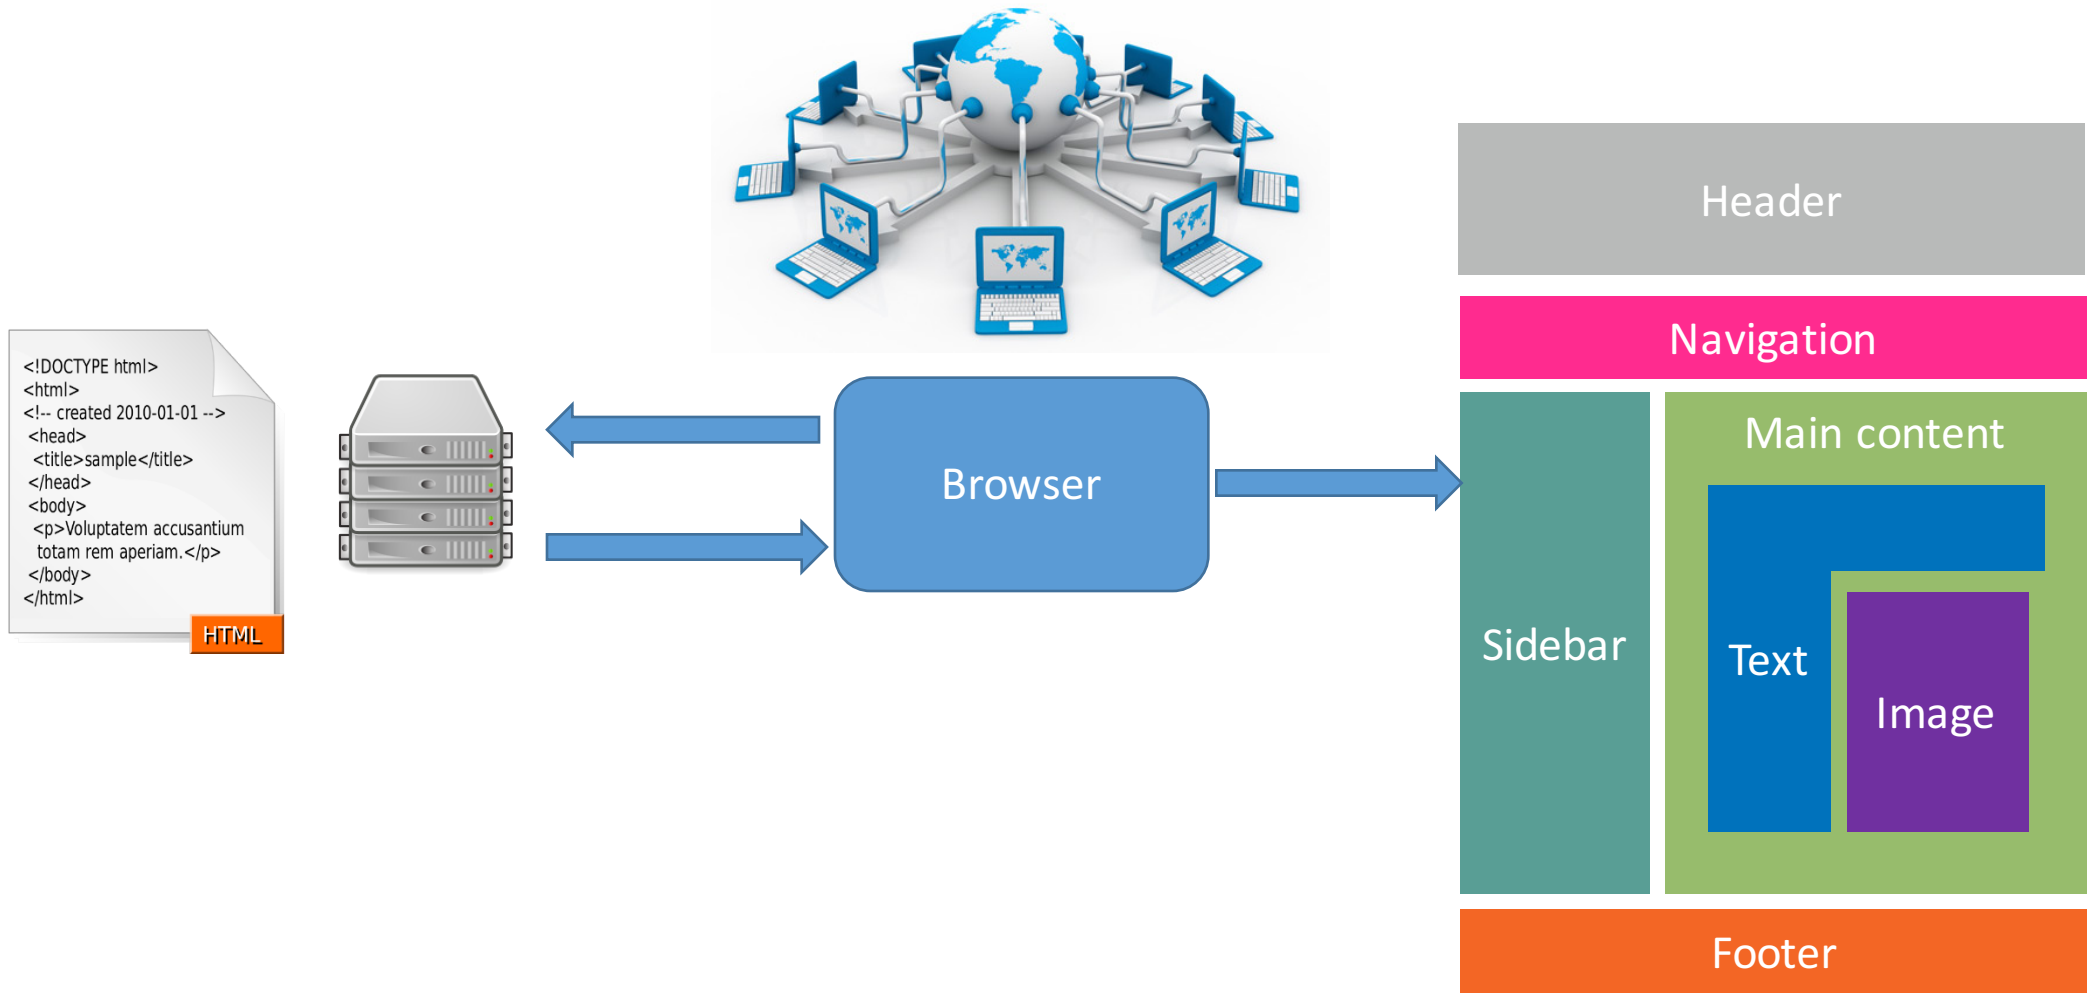 <!DOCTYPE html>
<html>
<!-- created 2010-01-01 -->
<head>
<title>sample</title>
</head>
<body>
<p>Voluptatem accusantium
totam rem aperiam.</p>
</body>
</html>
HTML
Browser
Header
Navigation
Sidebar
Main content
Text
Image
Footer